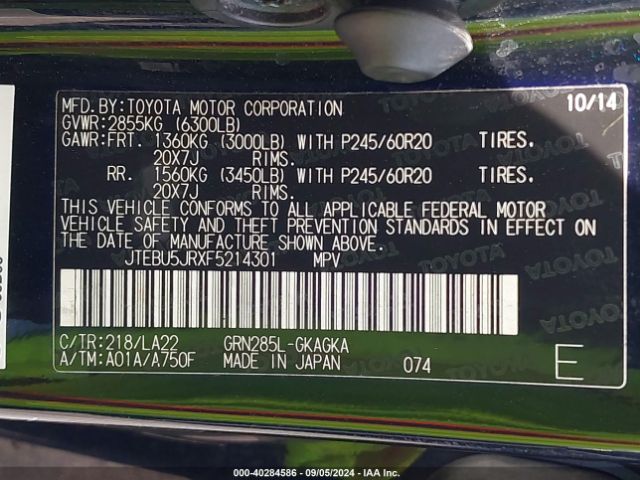 MFD.BY:TOYOTA MOTOR CORPORATION 10/14
GVWR:2855KG (6300LB)
GAWR:FRT. 1360KG (3000LB) WITH P245/60R20 TIRES.
20X7J RIMS.
RR. 1560KG (3450LB) WITH P245/60R20 TIRES.
20X7J RIMS.
THIS VEHICLE CONFORMS TO ALL APPLICABLE FEDERAL MOTOR
VEHICLE SAFETY AND THEFT PREVENTION STANDARDS IN EFFECT ON
THE DATE OF MANUFACTURE SHOWN ABOVE.
JTEBU5JRXF5214301 MPV
C/TR:218/LA22 GRN285L-GKAGKA
A/TM:A01A/A750F MADE IN JAPAN 074 E
000-40284586 - 09/05/2024 - IAA Inc.